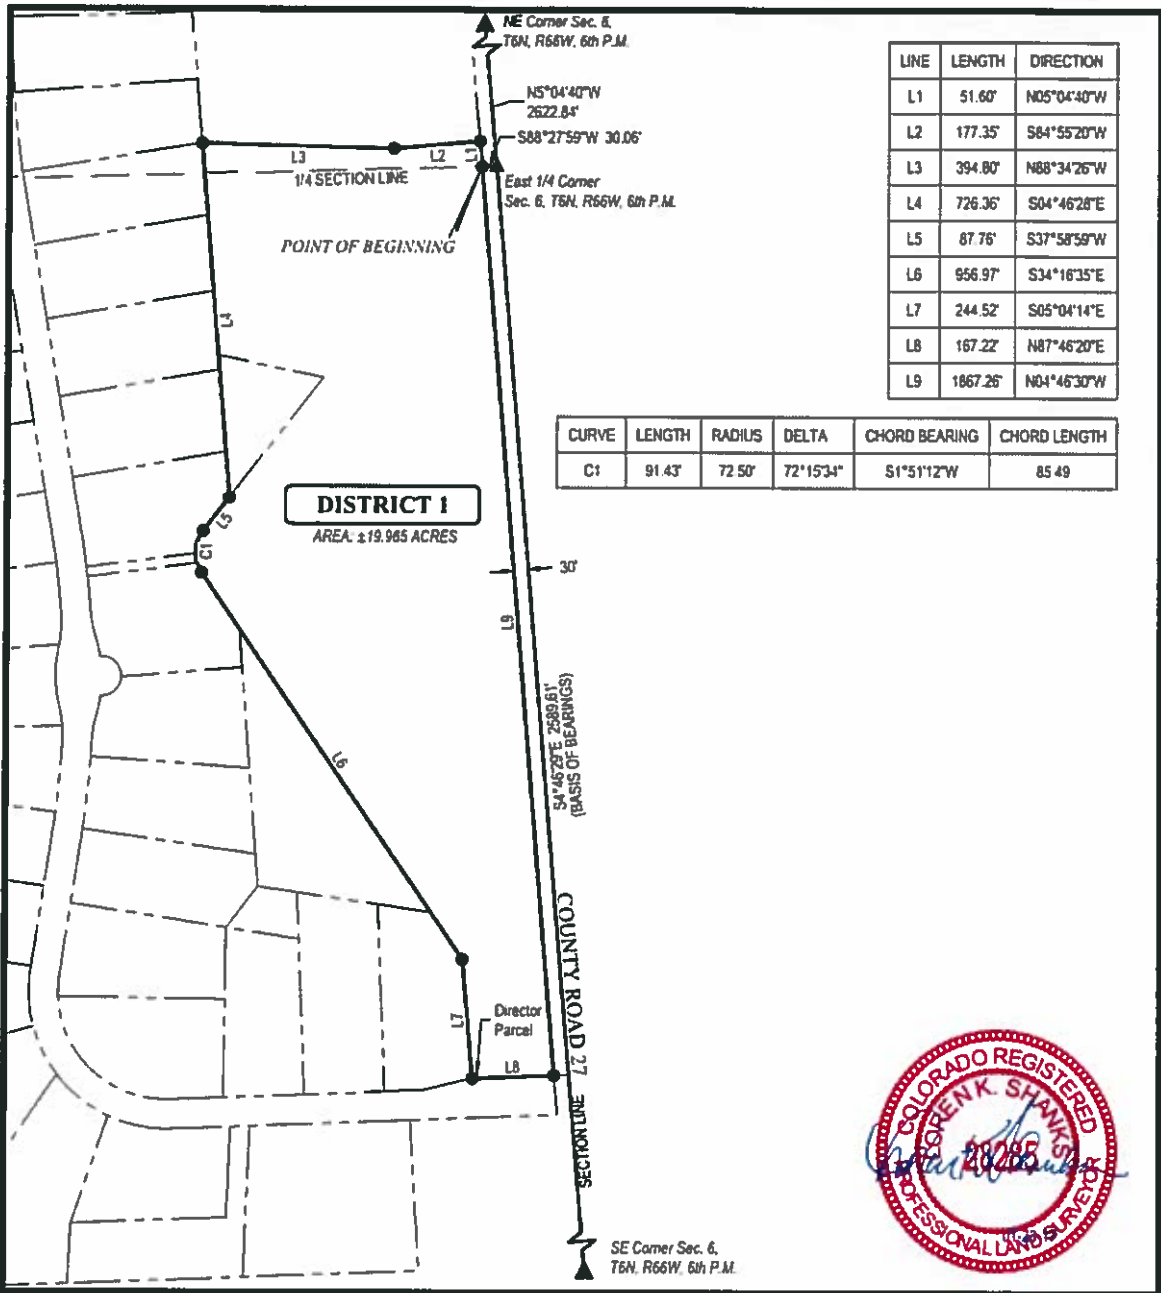 NE Corner Sec. 6,
T6N, R66W, 6th P.M.
N5°04'40"W
2622.84'
S88°27'59"W 30.06'
L3
L2
L1
1/4 SECTION LINE
East 1/4 Corner
Sec. 6, T6N, R66W, 6th P.M.
POINT OF BEGINNING
LINE LENGTH DIRECTION
L1 51.60' N05°04'40"W
L2 177.35' S84°55'20"W
L3 394.80' N88°34'26"W
L4 726.36' S04°46'28"E
L5 87.76' S37°58'59"W
L6 956.97' S34°16'35"E
L7 244.52' S05°04'14"E
L8 167.22' N87°46'20"E
L9 1867.26' N04°46'30"W
CURVE LENGTH RADIUS DELTA CHORD BEARING CHORD LENGTH
C1 91.43' 72.50' 72°15'34" S1°51'12"W 85.49
L4
L5
C1
DISTRICT 1
AREA: ±19.965 ACRES
30'
L9
S4°46'29"E 2589.61'
(BASIS OF BEARINGS)
L6
COUNTY ROAD 27
L7
Director
Parcel
L8
SECTION LINE
SE Corner Sec. 6,
T6N, R66W, 6th P.M.
COLORADO REGISTERED
LOREN K. SHANKS
28285
PROFESSIONAL LAND SURVEYOR